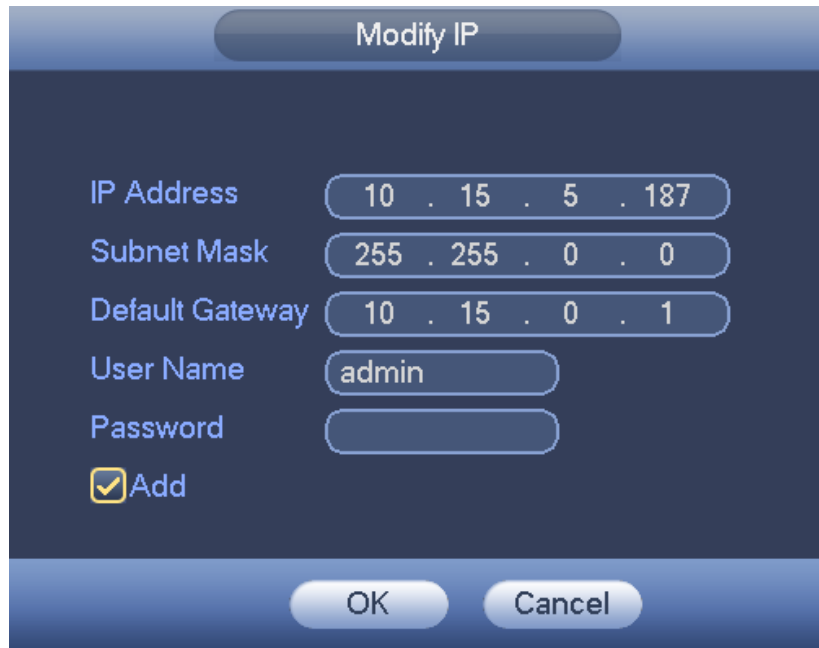 Modify IP
IP Address 10 . 15 . 5 . 187
Subnet Mask 255 . 255 . 0 . 0
Default Gateway 10 . 15 . 0 . 1
User Name admin
Password
Add
OK Cancel